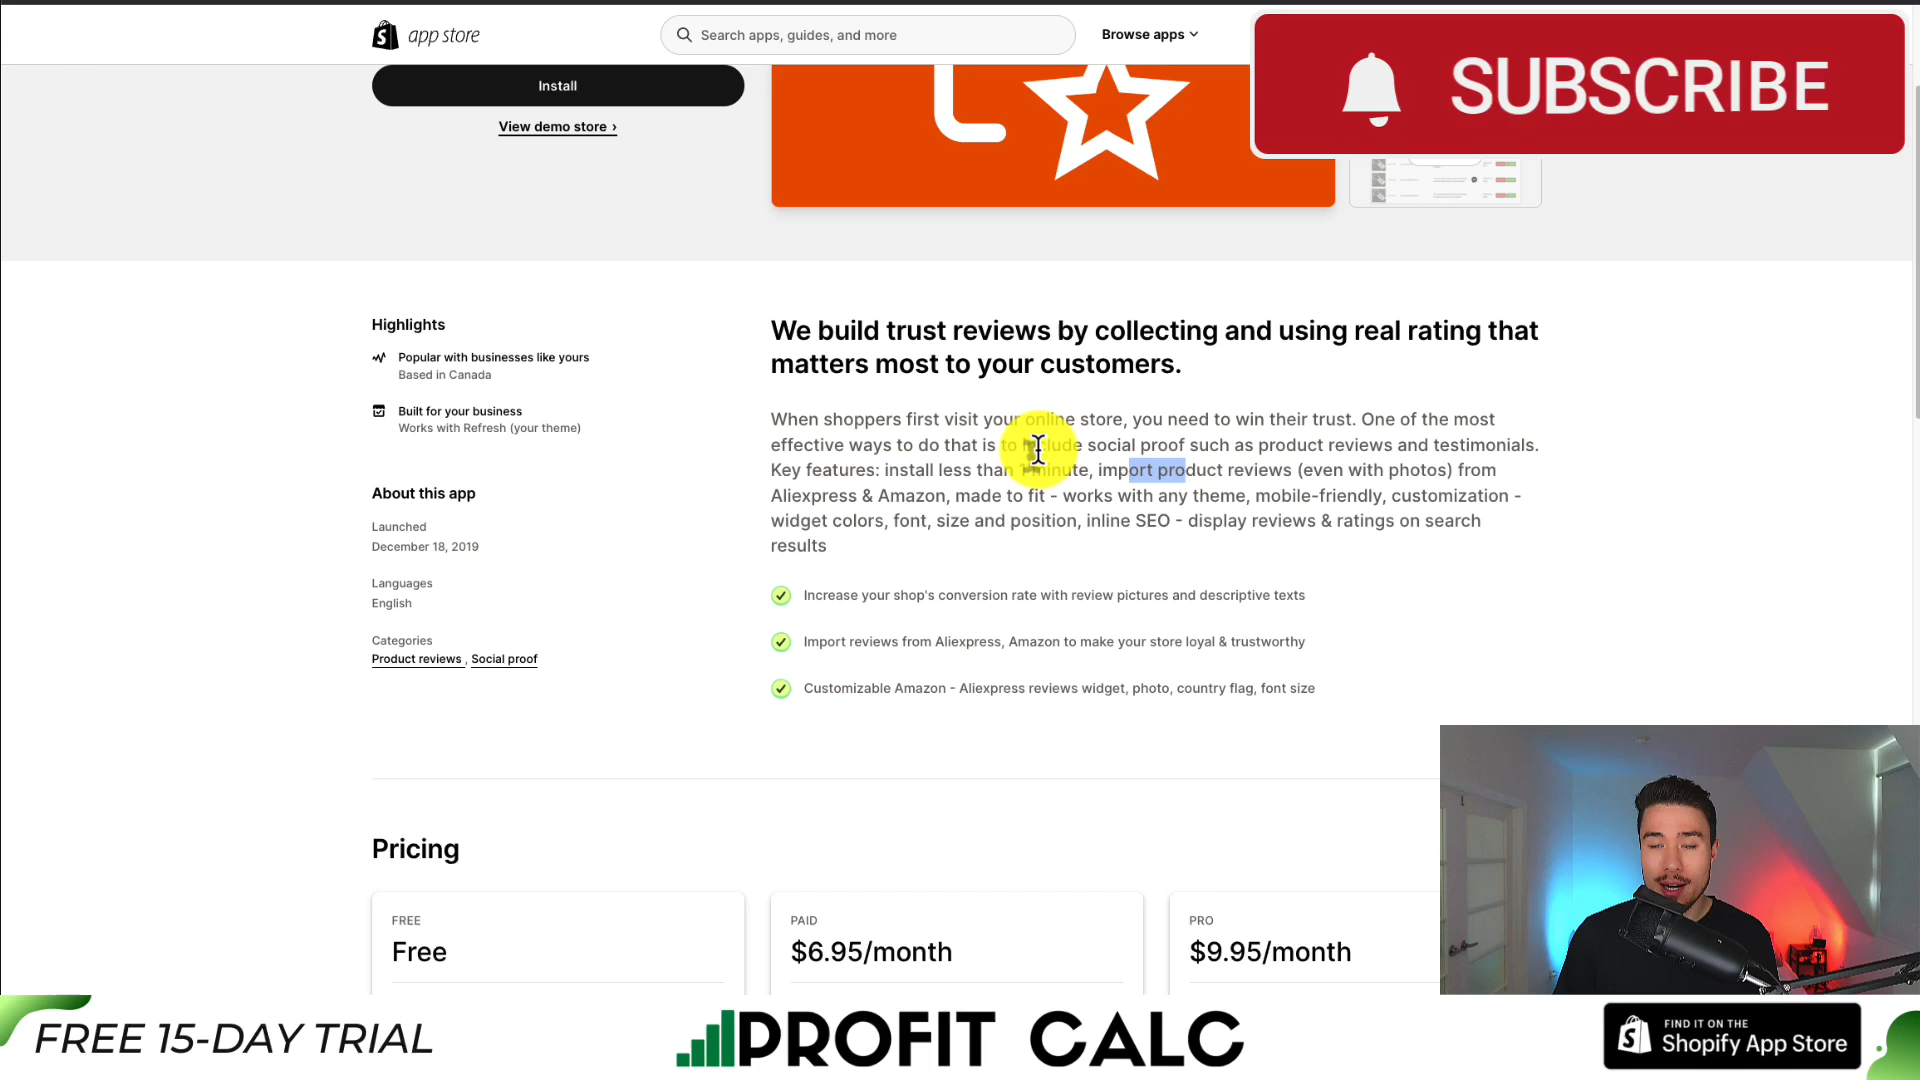 app store
Search apps, guides, and more
Browse apps
SUBSCRIBE
Install
View demo store ›
Highlights
Popular with businesses like yours
Based in Canada
Built for your business
Works with Refresh (your theme)
About this app
Launched
December 18, 2019
Languages
English
Categories
Product reviews , Social proof
We build trust reviews by collecting and using real rating that
matters most to your customers.
When shoppers first visit your online store, you need to win their trust. One of the most
effective ways to do that is to include social proof such as product reviews and testimonials.
Key features: install less than 1 minute, import product reviews (even with photos) from
Aliexpress & Amazon, made to fit - works with any theme, mobile-friendly, customization -
widget colors, font, size and position, inline SEO - display reviews & ratings on search
results
Increase your shop's conversion rate with review pictures and descriptive texts
Import reviews from Aliexpress, Amazon to make your store loyal & trustworthy
Customizable Amazon - Aliexpress reviews widget, photo, country flag, font size
Pricing
FREE
Free
PAID
$6.95/month
PRO
$9.95/month
FREE 15-DAY TRIAL
PROFIT CALC
FIND IT ON THE
Shopify App Store